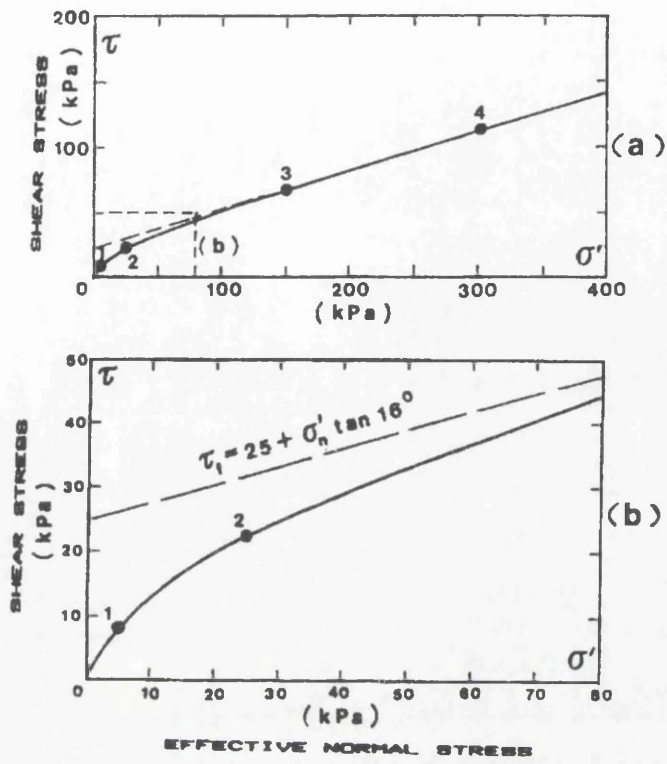 200
τ
SHEAR STRESS
(kPa)
100
1
2
3
4
(b)
σ'
0
100
200
300
400
(kPa)
(a)
50
τ
40
30
20
10
SHEAR STRESS
(kPa)
τ₁ = 25 + σ'ₙ tan 16°
1
2
(b)
σ'
0
10
20
30
40
50
60
70
80
(kPa)
EFFECTIVE NORMAL STRESS